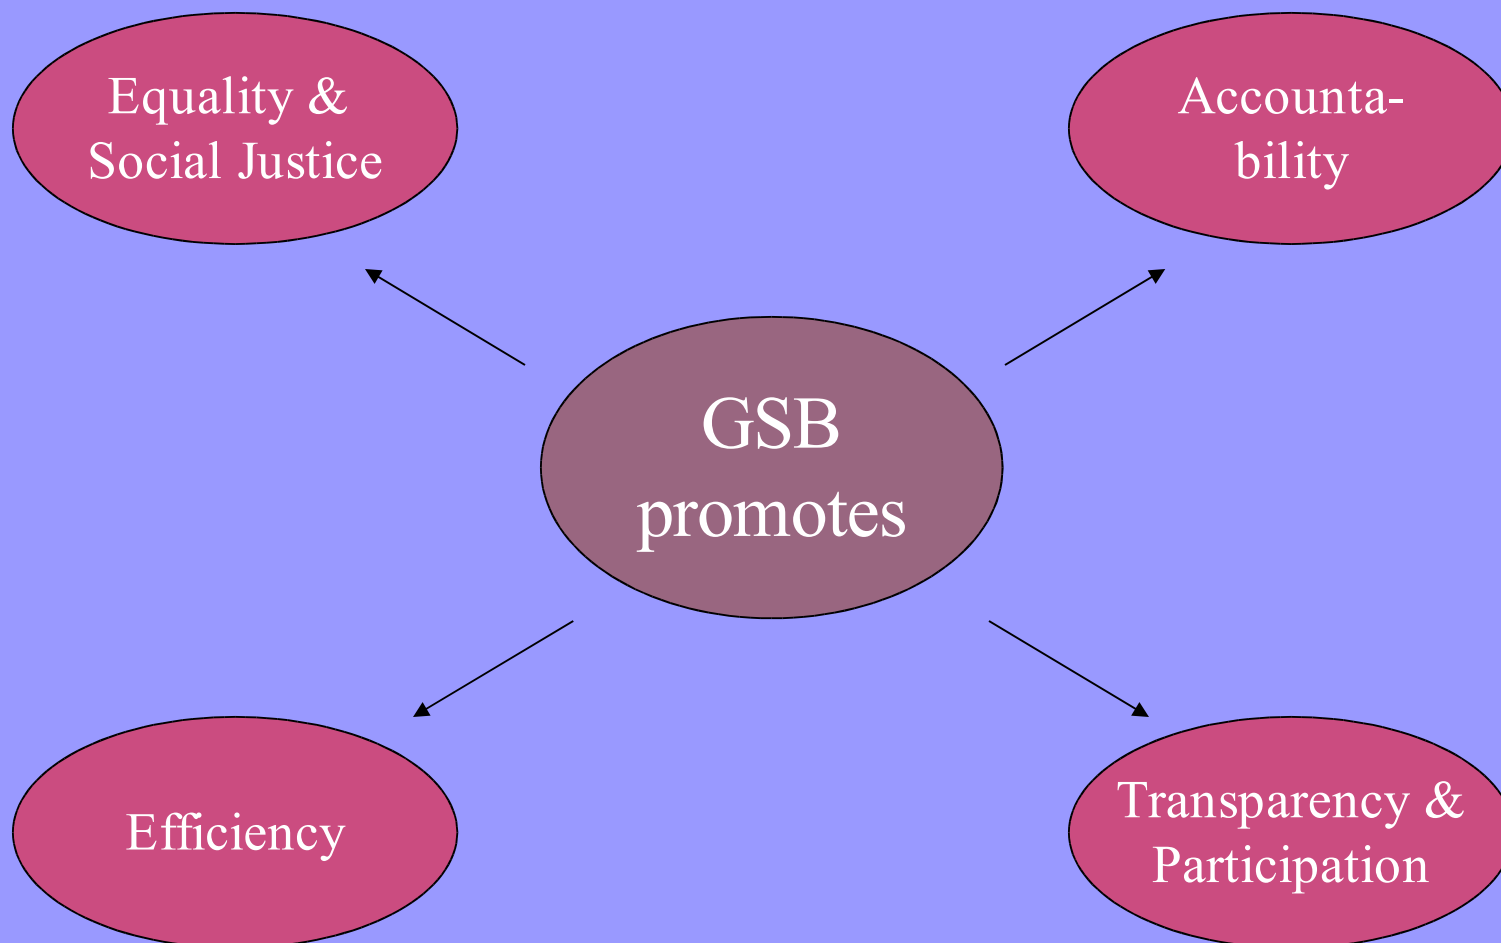 Equality &
Social Justice
Accounta-
bility
GSB
promotes
Efficiency
Transparency &
Participation